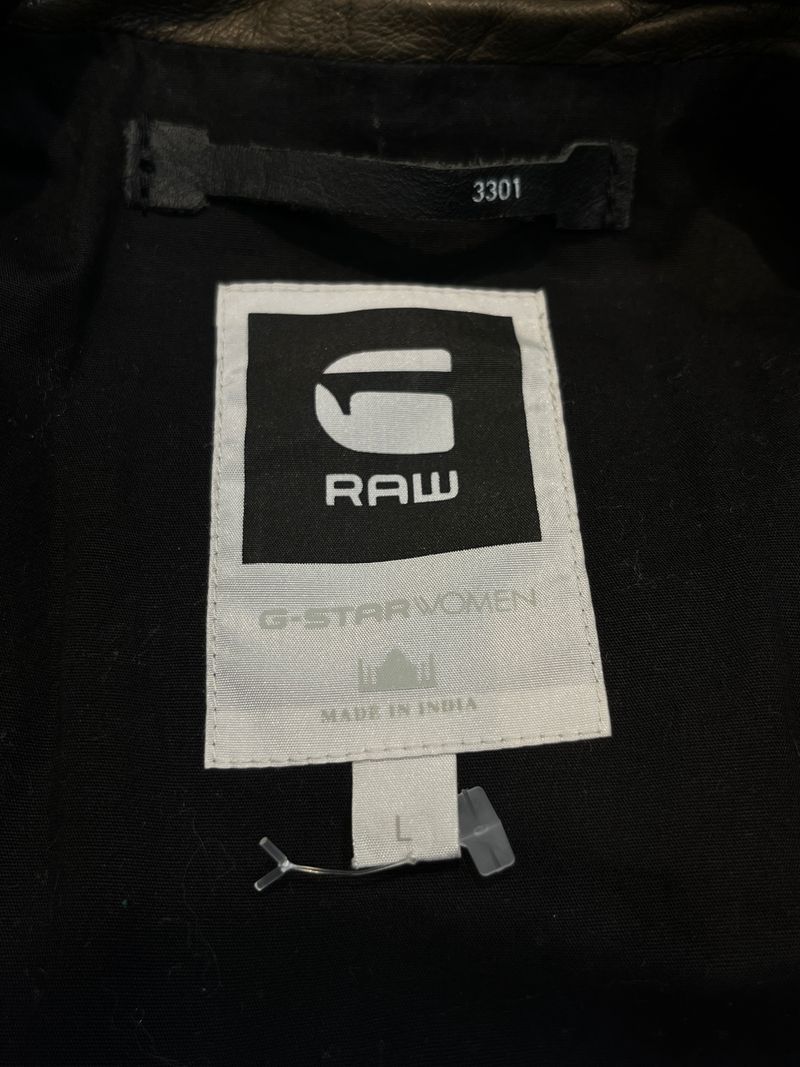 3301
G
RAW
G-STAR WOMEN
MADE IN INDIA
L